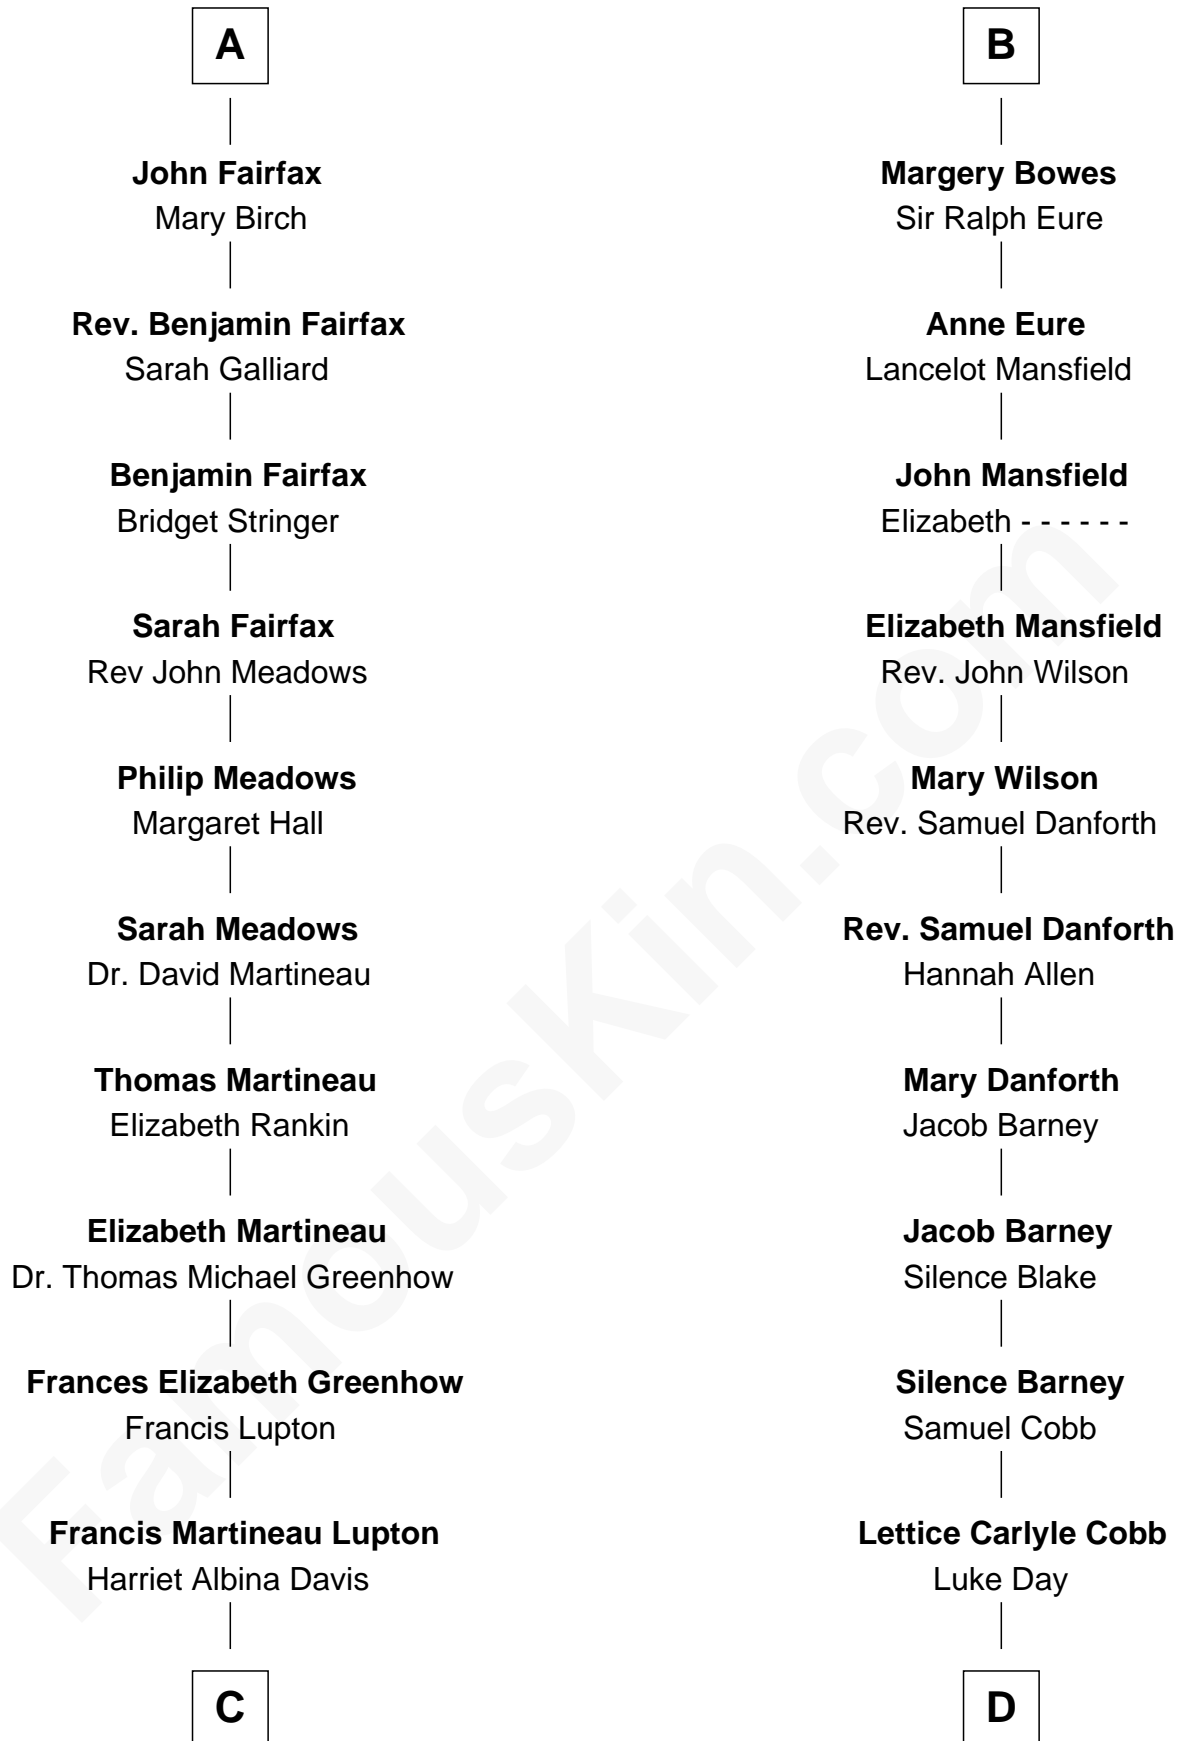 A
John Fairfax
Mary Birch
Rev. Benjamin Fairfax
Sarah Galliard
Benjamin Fairfax
Bridget Stringer
Sarah Fairfax
Rev John Meadows
Philip Meadows
Margaret Hall
Sarah Meadows
Dr. David Martineau
Thomas Martineau
Elizabeth Rankin
Elizabeth Martineau
Dr. Thomas Michael Greenhow
Frances Elizabeth Greenhow
Francis Lupton
Francis Martineau Lupton
Harriet Albina Davis
C
B
Margery Bowes
Sir Ralph Eure
Anne Eure
Lancelot Mansfield
John Mansfield
Elizabeth - - - - - -
Elizabeth Mansfield
Rev. John Wilson
Mary Wilson
Rev. Samuel Danforth
Rev. Samuel Danforth
Hannah Allen
Mary Danforth
Jacob Barney
Jacob Barney
Silence Blake
Silence Barney
Samuel Cobb
Lettice Carlyle Cobb
Luke Day
D
FamousKin.com